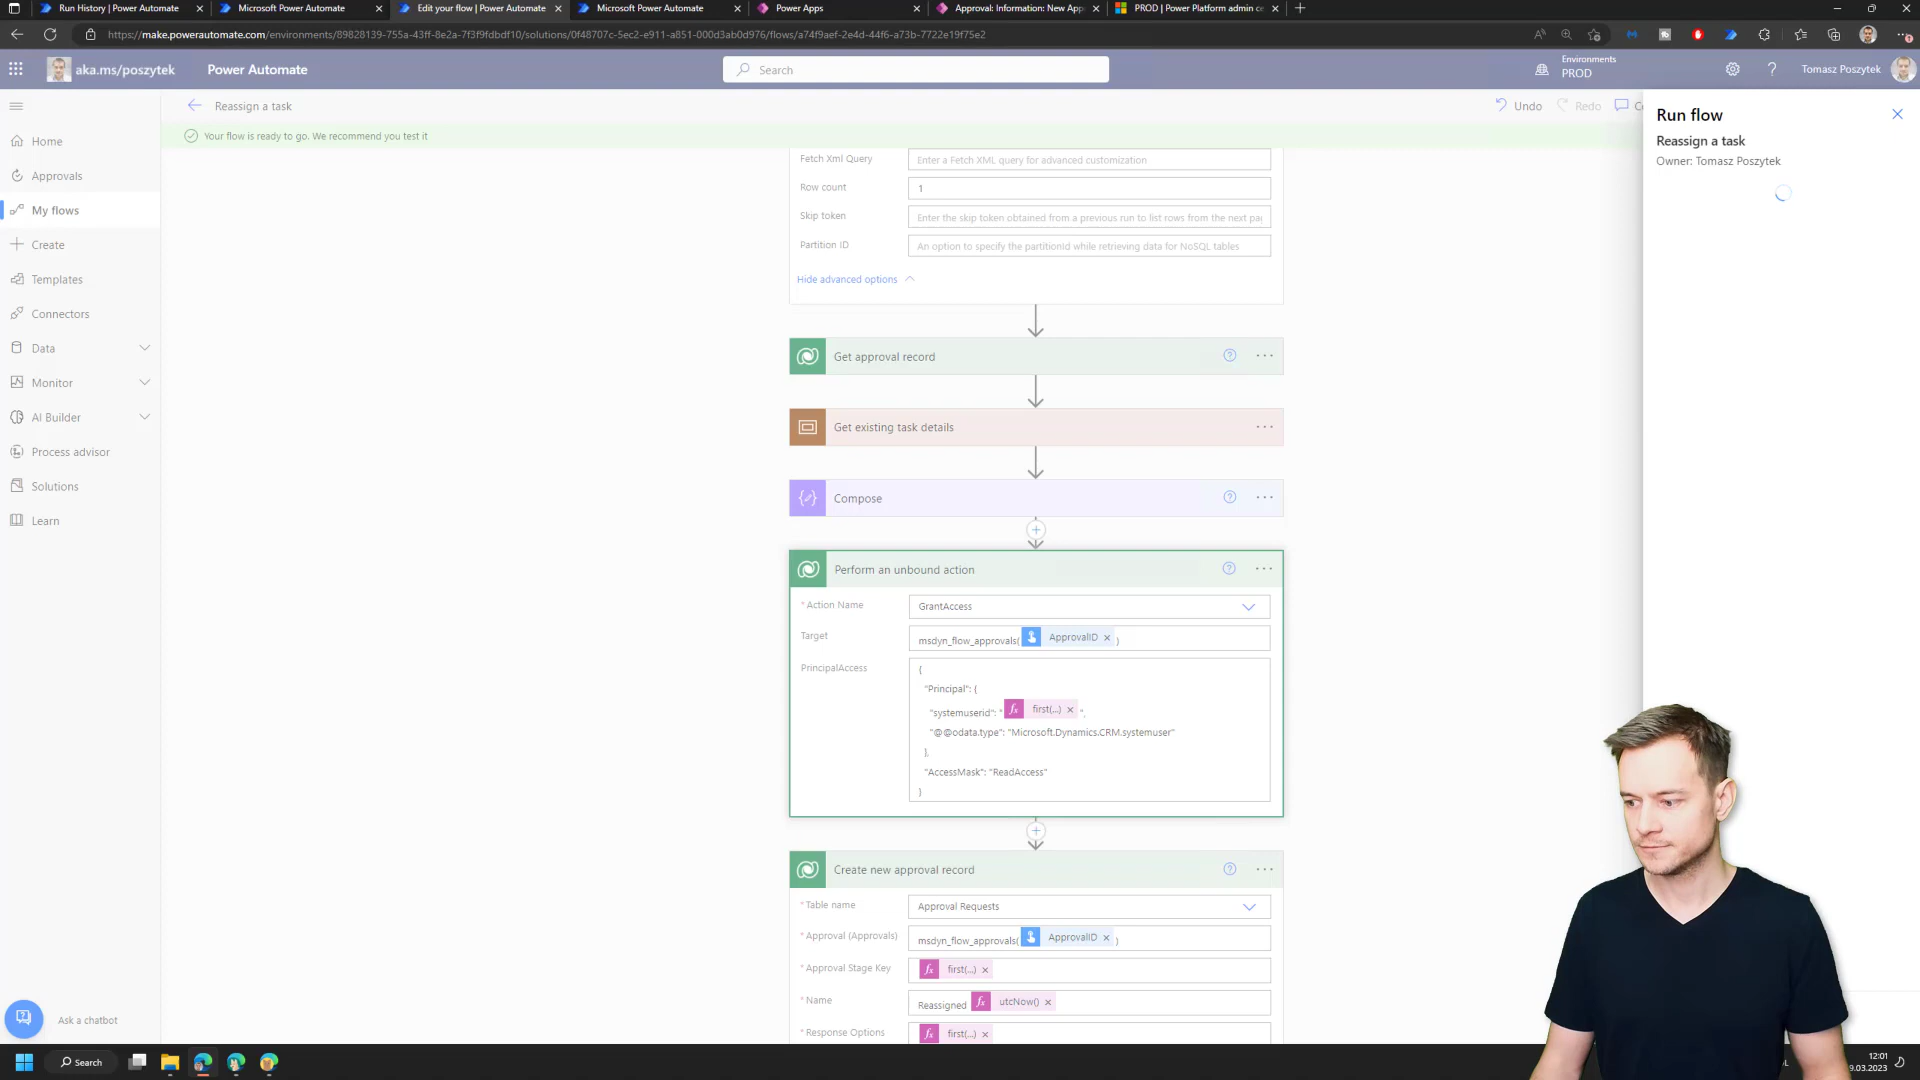 Run History | Power Automate
Microsoft Power Automate
Edit your flow | Power Automate
Microsoft Power Automate
Power Apps
Approval: Information: New App
PROD | Power Platform admin ce
https://make.powerautomate.com/environments/89828139-755a-43ff-8e2a-7f3f9fdbdf10/solutions/0f48707c-5ec2-e911-a851-000d3ab0d976/flows/a74f9aef-2e4d-44f6-a73b-7722e19f75e2
aka.ms/poszytek
Power Automate
Search
Environments
PROD
?
Tomasz Poszytek
Reassign a task
Undo
Redo
Your flow is ready to go. We recommend you test it
Home
Approvals
My flows
Create
Templates
Connectors
Data
Monitor
AI Builder
Process advisor
Solutions
Learn
Ask a chatbot
Fetch Xml Query
Enter a Fetch XML query for advanced customization
Row count
1
Skip token
Enter the skip token obtained from a previous run to list rows from the next pag
Partition ID
An option to specify the partitionId while retrieving data for NoSQL tables
Hide advanced options
Get approval record
Get existing task details
Compose
Perform an unbound action
* Action Name
GrantAccess
Target
msdyn_flow_approvals( ApprovalID × )
PrincipalAccess
{
"Principal": {
"systemuserid": " fx first(...) × ",
"@@odata.type": "Microsoft.Dynamics.CRM.systemuser"
},
"AccessMask": "ReadAccess"
}
Create new approval record
* Table name
Approval Requests
* Approval (Approvals)
msdyn_flow_approvals( ApprovalID × )
* Approval Stage Key
fx first(...) ×
* Name
Reassigned fx utcNow() ×
* Response Options
fx first(...) ×
Run flow
Reassign a task
Owner: Tomasz Poszytek
Search
12:01
9.03.2023